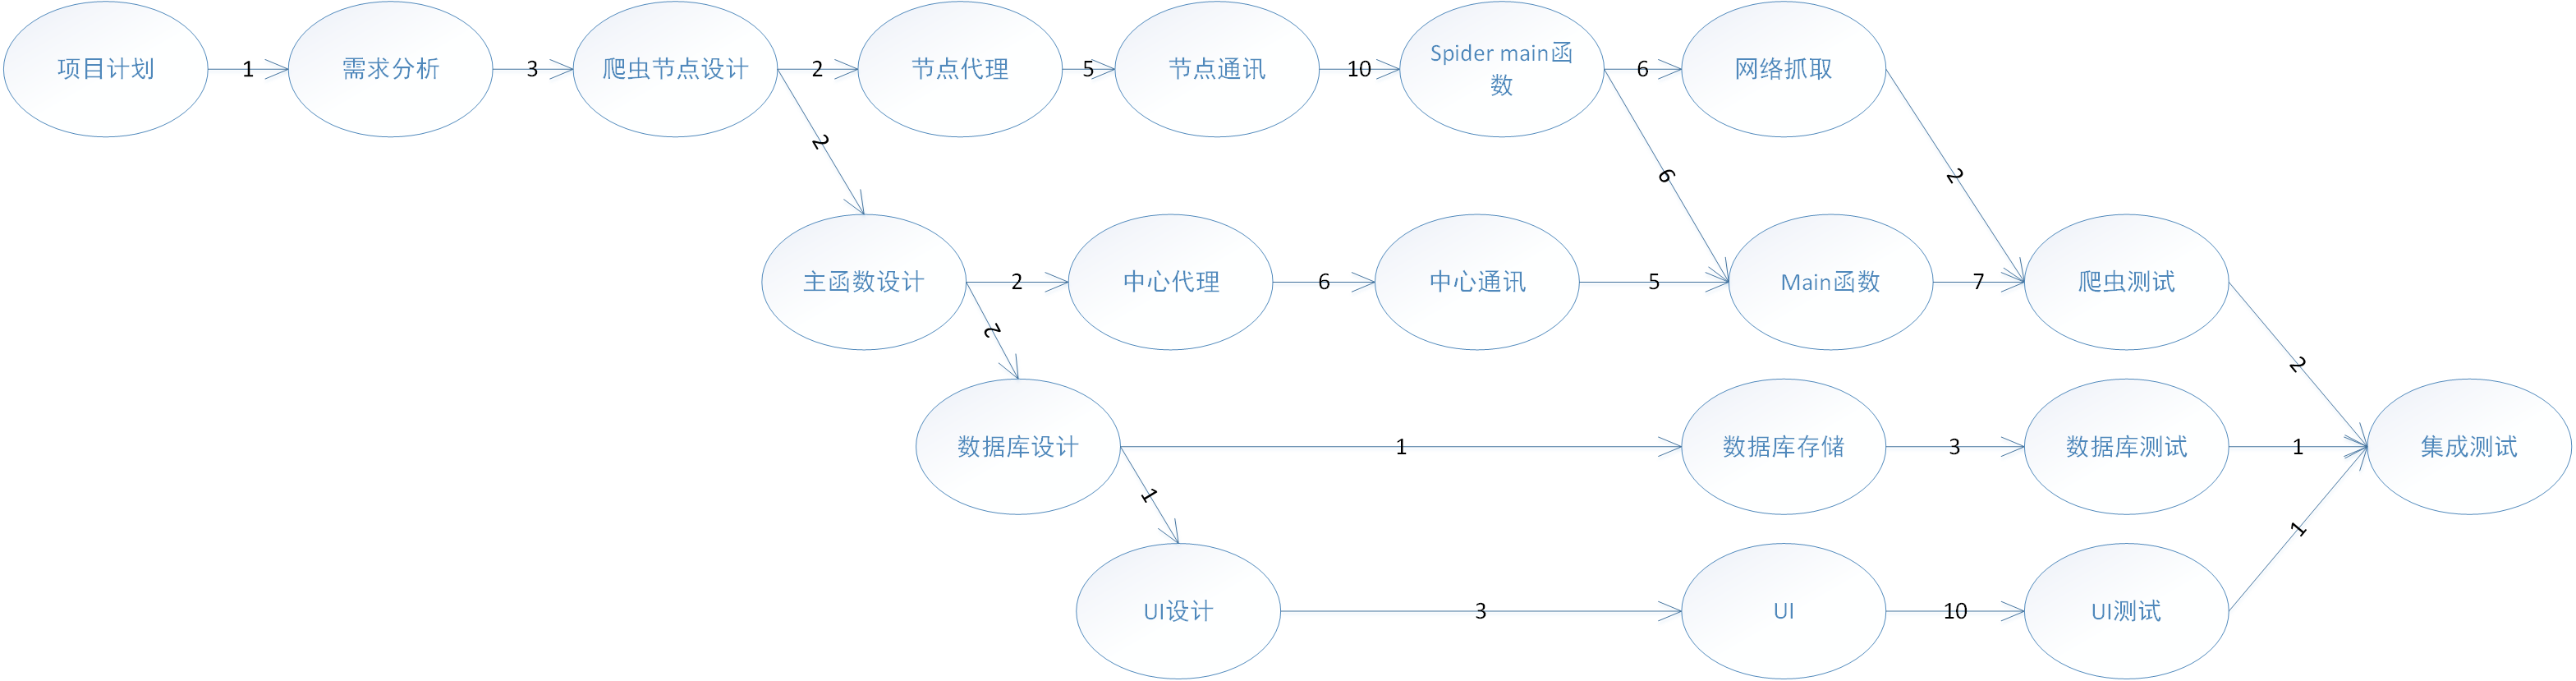 项目计划
1
需求分析
3
爬虫节点设计
2
节点代理
5
节点通讯
10
Spider main函
数
6
网络抓取
2
6
2
主函数设计
2
中心代理
6
中心通讯
5
Main函数
7
爬虫测试
2
2
数据库设计
1
数据库存储
3
数据库测试
1
集成测试
1
1
UI设计
3
UI
10
UI测试